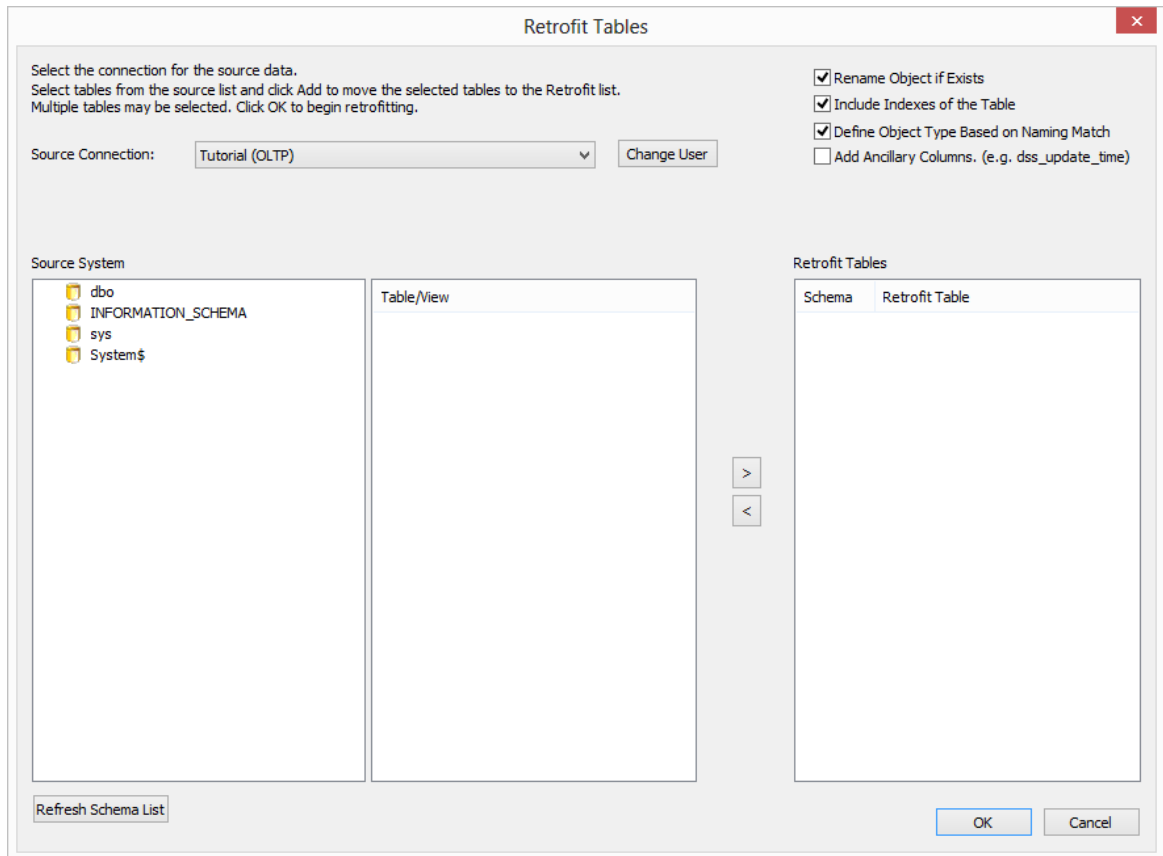 Retrofit Tables
Select the connection for the source data.
Select tables from the source list and click Add to move the selected tables to the Retrofit list.
Multiple tables may be selected. Click OK to begin retrofitting.
Rename Object if Exists
Include Indexes of the Table
Define Object Type Based on Naming Match
Add Ancillary Columns. (e.g. dss_update_time)
Source Connection: Tutorial (OLTP) Change User
Source System
dbo
INFORMATION_SCHEMA
sys
System$
Table/View
>
<
Retrofit Tables
Schema Retrofit Table
Refresh Schema List
OK Cancel